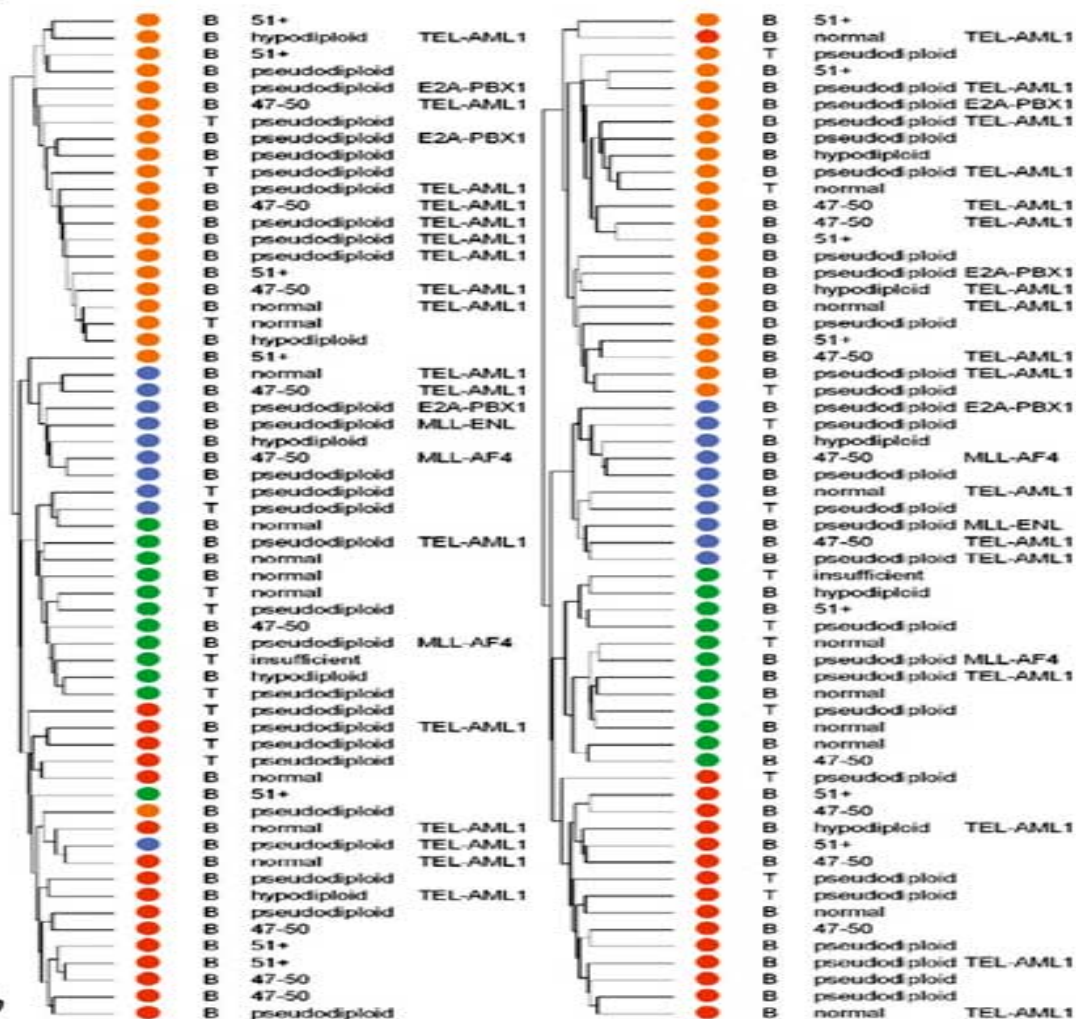 B 51+
B hypodiploid TEL-AML1
B 51+
B pseudodiploid
B pseudodiploid E2A-PBX1
B 47-50 TEL-AML1
T pseudodiploid
B pseudodiploid E2A-PBX1
B pseudodiploid
T pseudodiploid
B pseudodiploid TEL-AML1
B 47-50 TEL-AML1
B pseudodiploid TEL-AML1
B pseudodiploid TEL-AML1
B pseudodiploid TEL-AML1
B 51+
B 47-50 TEL-AML1
B normal TEL-AML1
T normal
B hypodiploid
B 51+
B normal TEL-AML1
B 47-50 TEL-AML1
B pseudodiploid E2A-PBX1
B pseudodiploid MLL-ENL
B hypodiploid
B 47-50 MLL-AF4
B pseudodiploid
T pseudodiploid
T pseudodiploid
B normal
B pseudodiploid TEL-AML1
B normal
B normal
T normal
T pseudodiploid
B 47-50
B pseudodiploid MLL-AF4
T insufficient
B hypodiploid
T pseudodiploid
T pseudodiploid
B pseudodiploid TEL-AML1
T pseudodiploid
T pseudodiploid
B normal
B 51+
B pseudodiploid
B normal TEL-AML1
B pseudodiploid TEL-AML1
B normal TEL-AML1
B pseudodiploid
B hypodiploid TEL-AML1
B pseudodiploid
B 47-50
B 51+
B 51+
B 47-50
B 47-50
B pseudodiploid
B 51+
B normal TEL-AML1
T pseudodiploid
B 51+
B pseudodiploid TEL-AML1
B pseudodiploid E2A-PBX1
B pseudodiploid TEL-AML1
B pseudodiploid
B hypodiploid
B pseudodiploid TEL-AML1
T normal
B 47-50 TEL-AML1
B 47-50 TEL-AML1
B 51+
B pseudodiploid
B pseudodiploid E2A-PBX1
B hypodiploid TEL-AML1
B normal TEL-AML1
B pseudodiploid
B 51+
B 47-50 TEL-AML1
B pseudodiploid TEL-AML1
T pseudodiploid
B pseudodiploid E2A-PBX1
T pseudodiploid
B hypodiploid
B 47-50 MLL-AF4
B pseudodiploid
B normal TEL-AML1
T pseudodiploid
B pseudodiploid MLL-ENL
B 47-50 TEL-AML1
B pseudodiploid TEL-AML1
T insufficient
B hypodiploid
B 51+
T pseudodiploid
T normal
B pseudodiploid MLL-AF4
B pseudodiploid TEL-AML1
B normal
T pseudodiploid
B normal
B normal
B 47-50
T pseudodiploid
B 51+
B 47-50
B hypodiploid TEL-AML1
B 51+
B 47-50
T pseudodiploid
T pseudodiploid
B normal
B 47-50
B pseudodiploid
B pseudodiploid TEL-AML1
B pseudodiploid
B pseudodiploid
B normal TEL-AML1